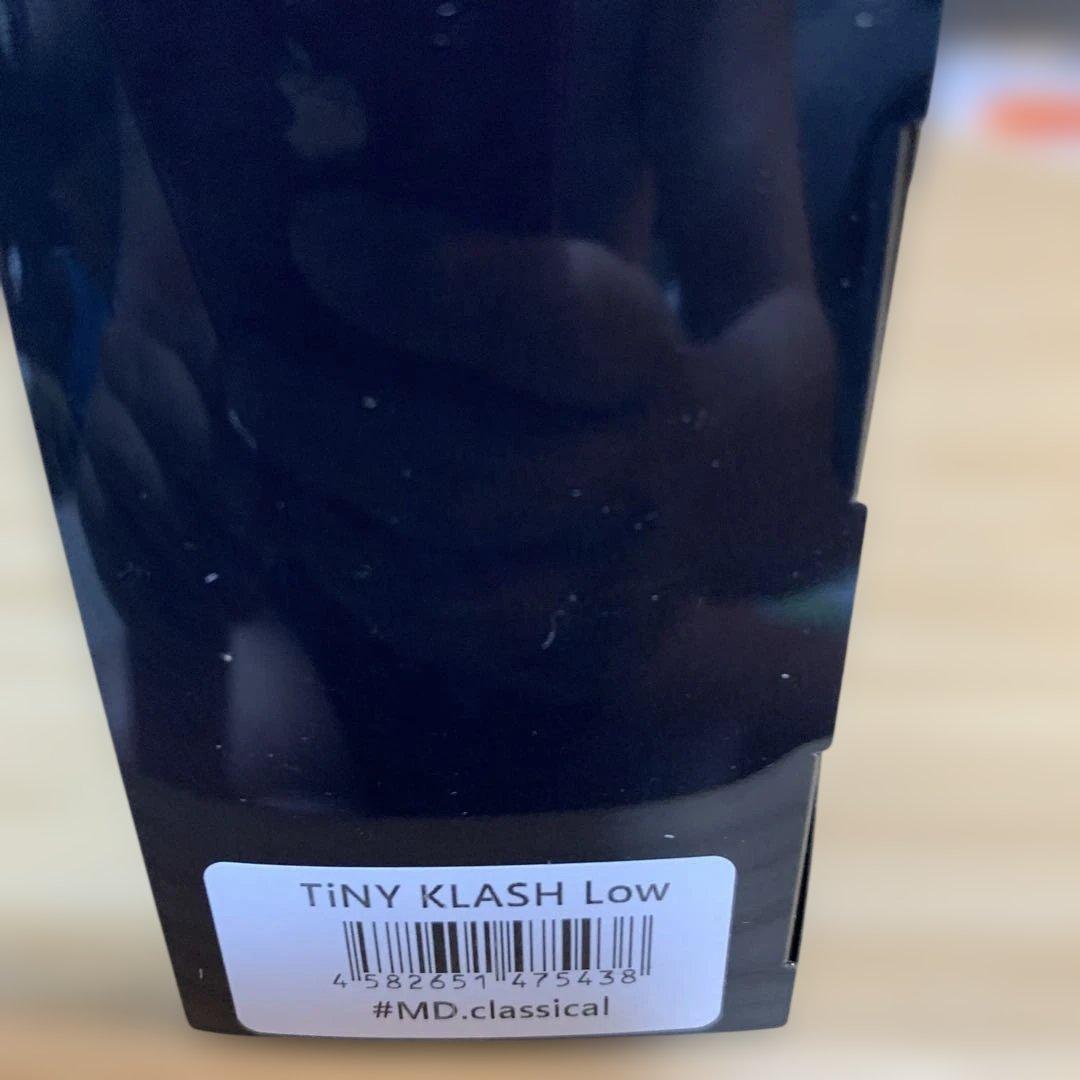 TiNY KLASH Low
4 582651 475438
#MD.classical